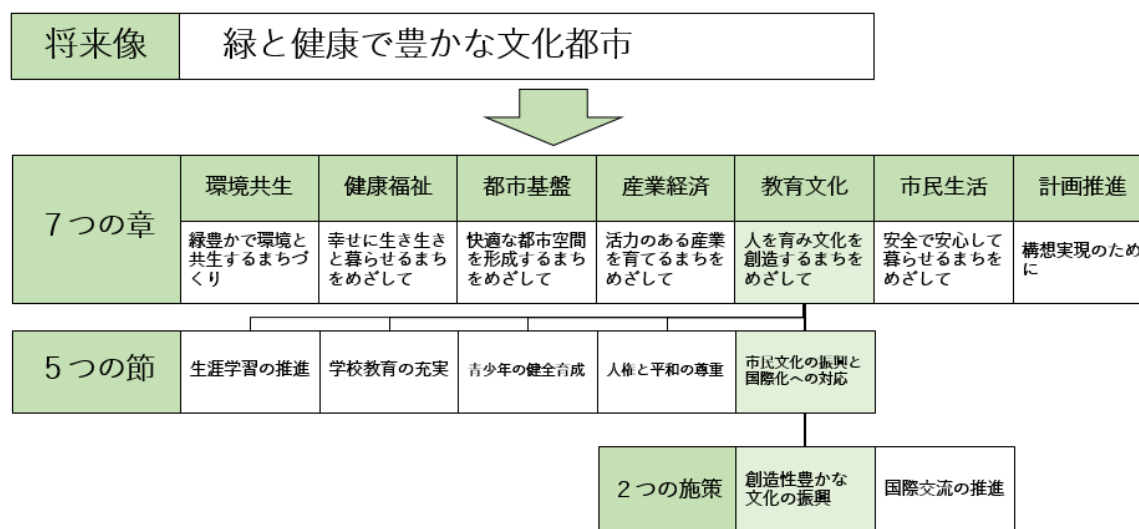 将来像
緑と健康で豊かな文化都市
7つの章
環境共生
健康福祉
都市基盤
産業経済
教育文化
市民生活
計画推進
緑豊かで環境と
共生するまちづ
くり
幸せに生き生き
と暮らせるまち
をめざして
快適な都市空間
を形成するまち
をめざして
活力のある産業
を育てるまちを
めざして
人を育み文化を
創造するまちを
めざして
安全で安心して
暮らせるまちを
めざして
構想実現のため
に
5つの節
生涯学習の推進
学校教育の充実
青少年の健全育成
人権と平和の尊重
市民文化の振興と
国際化への対応
2つの施策
創造性豊かな
文化の振興
国際交流の推進